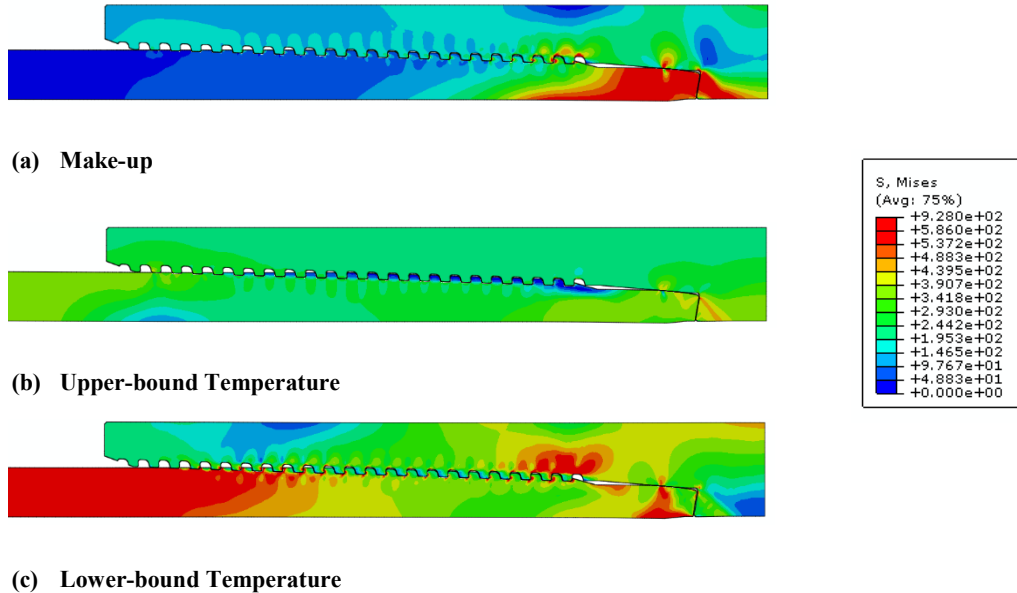 (a) Make-up
S, Mises
(Avg: 75%)
+9.280e+02
+5.860e+02
+5.372e+02
+4.883e+02
+4.395e+02
+3.907e+02
+3.418e+02
+2.930e+02
+2.442e+02
+1.953e+02
+1.465e+02
+9.767e+01
+4.883e+01
+0.000e+00
(b) Upper-bound Temperature
(c) Lower-bound Temperature